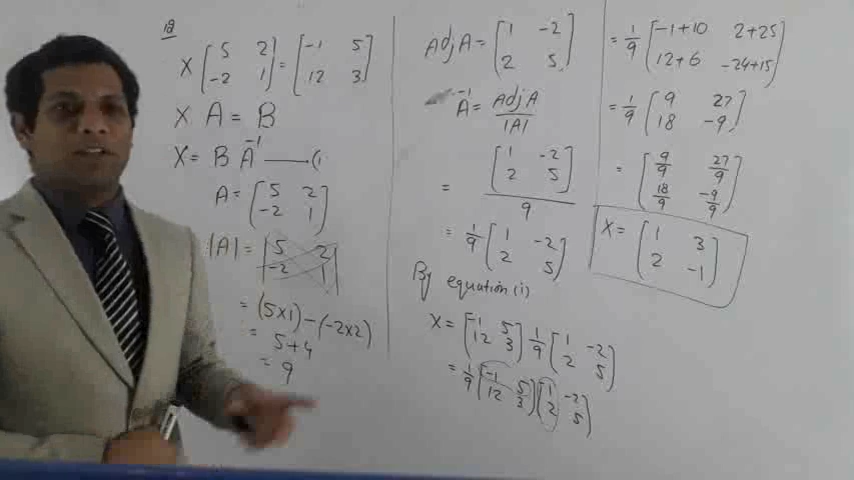 12
X [5 2 -2 1] = [-1 5 12 3]
X A = B
X = B A⁻¹ —(i
A = [5 2 -2 1]
|A| = |5 2 -2 1|
= (5×1) - (-2×2)
= 5+4
= 9
Adj A = [1 -2 2 5]
A⁻¹ = Adj A / |A|
= [1 -2 2 5] / 9
= 1/9 [1 -2 2 5]
By equation (i)
X = [-1 5 12 3] 1/9 [1 -2 2 5]
= 1/9 [-1 5 12 3] [1 -2 2 5]
= 1/9 [-1+10 2+25 12+6 -24+15]
= 1/9 [9 27 18 -9]
= [9/9 27/9 18/9 -9/9]
X = [1 3 2 -1]